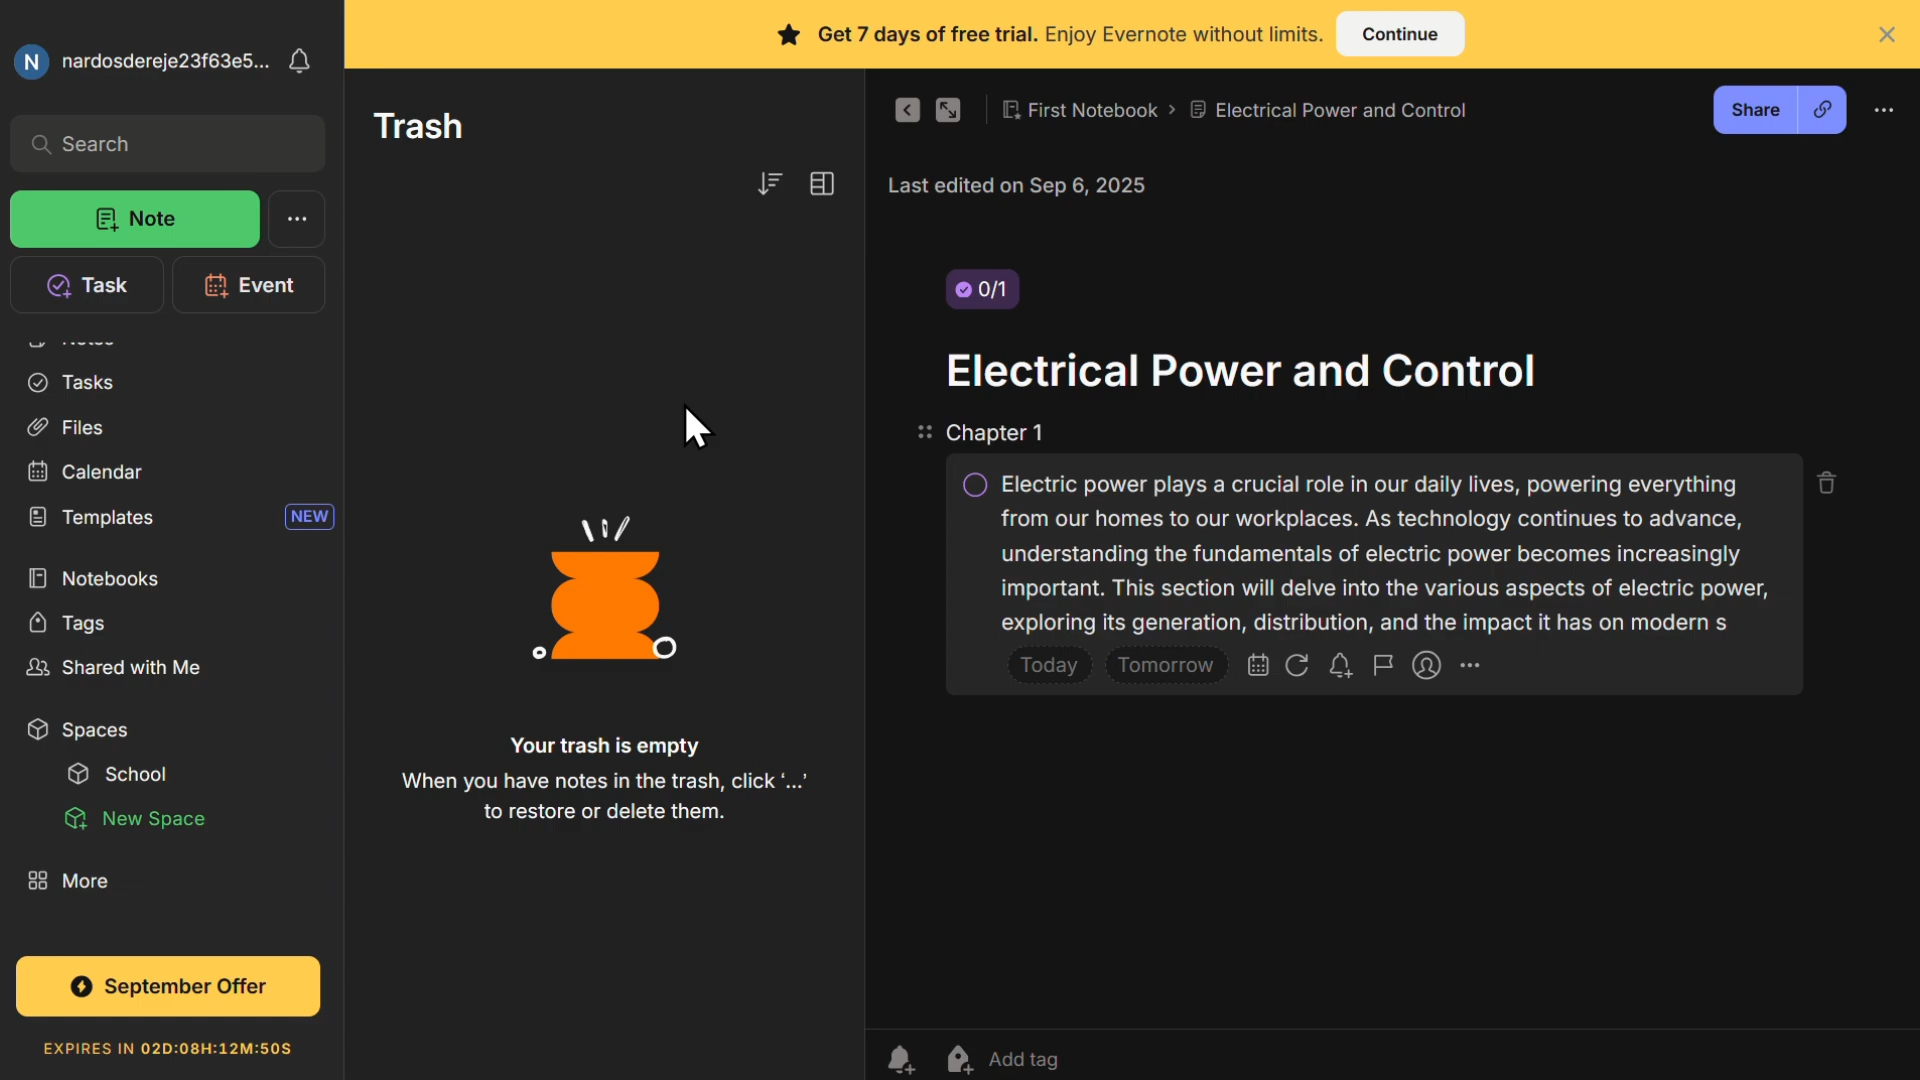 Get 7 days of free trial. Enjoy Evernote without limits. Continue
N nardosdereje23f63e5...
Search
Note
Task Event
Tasks
Files
Calendar
Templates NEW
Notebooks
Tags
Shared with Me
Spaces
School
New Space
More
September Offer
EXPIRES IN 02D:08H:12M:50S
Trash
Your trash is empty
When you have notes in the trash, click ‘...’
to restore or delete them.
First Notebook > Electrical Power and Control
Share
Last edited on Sep 6, 2025
0/1
Electrical Power and Control
Chapter 1
Electric power plays a crucial role in our daily lives, powering everything
from our homes to our workplaces. As technology continues to advance,
understanding the fundamentals of electric power becomes increasingly
important. This section will delve into the various aspects of electric power,
exploring its generation, distribution, and the impact it has on modern s
Today Tomorrow
Add tag